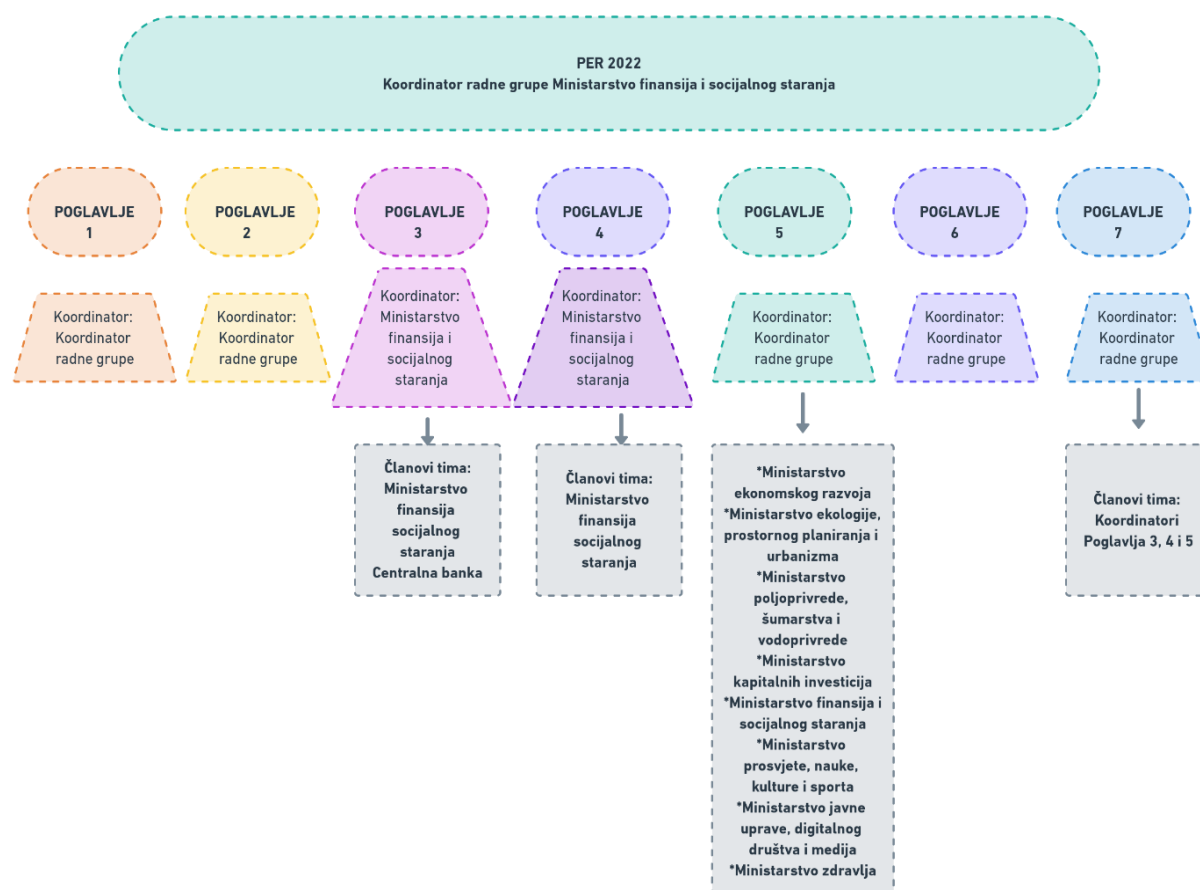 PER 2022
Koordinator radne grupe Ministarstvo finansija i socijalnog staranja
POGLAVLJE
1
POGLAVLJE
2
POGLAVLJE
3
POGLAVLJE
4
POGLAVLJE
5
POGLAVLJE
6
POGLAVLJE
7
Koordinator:
Koordinator
radne grupe
Koordinator:
Koordinator
radne grupe
Koordinator:
Ministarstvo
finansija i
socijalnog
staranja
Koordinator:
Ministarstvo
finansija i
socijalnog
staranja
Koordinator:
Koordinator
radne grupe
Koordinator:
Koordinator
radne grupe
Koordinator:
Koordinator
radne grupe
Članovi tima:
Ministarstvo
finansija
socijalnog
staranja
Centralna banka
Članovi tima:
Ministarstvo
finansija
socijalnog
staranja
*Ministarstvo
ekonomskog razvoja
*Ministarstvo ekologije,
prostornog planiranja i
urbanizma
*Ministarstvo
poljoprivrede,
šumarstva i
vodoprivrede
*Ministarstvo
kapitalnih investicija
*Ministarstvo finansija i
socijalnog staranja
*Ministarstvo
prosvjete, nauke,
kulture i sporta
*Ministarstvo javne
uprave, digitalnog
društva i medija
*Ministarstvo zdravlja
Članovi tima:
Koordinatori
Poglavlja 3, 4 i 5